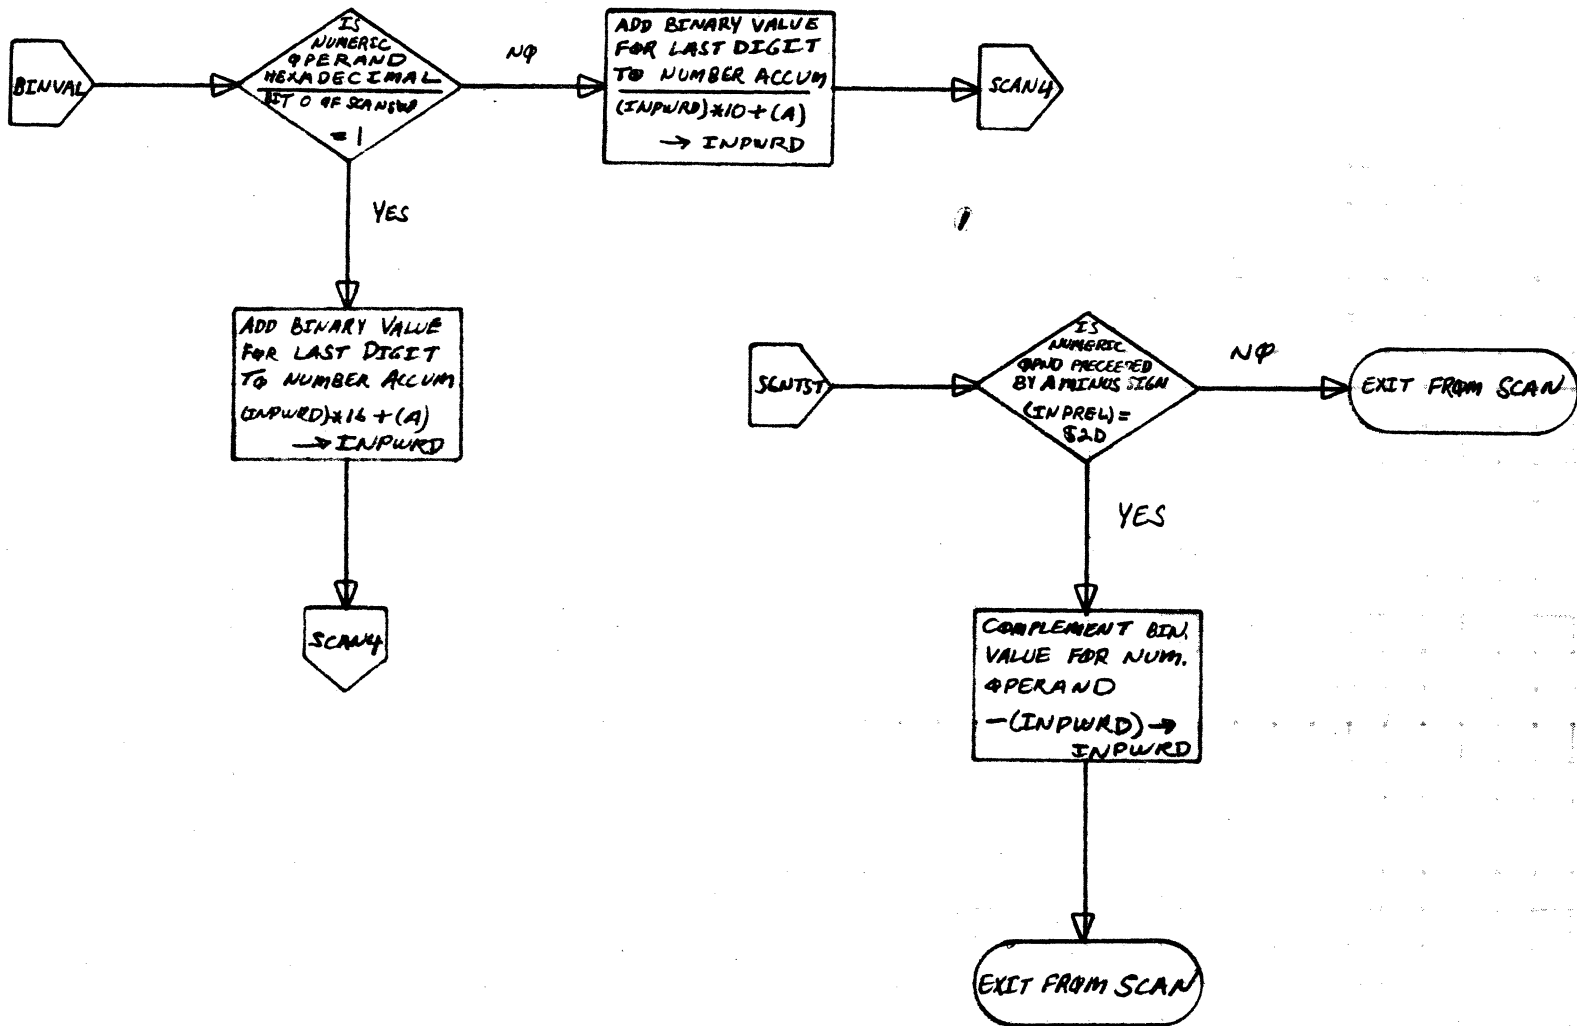 BINVAL
IS
NUMERIC
ØPERAND
HEXADECIMAL
BIT 0 ØF SCANSW
= 1
NØ
ADD BINARY VALUE
FØR LAST DIGIT
TØ NUMBER ACCUM
(INPWRD)*10+(A)
→ INPWRD
SCAN4
YES
ADD BINARY VALUE
FØR LAST DIGIT
TØ NUMBER ACCUM
(INPWRD)*16+(A)
→ INPWRD
SCAN4
SGNTST
IS
NUMERIC
ØPND PRECEETED
BY A MINUS SIGN
(INPREL)=
$2D
NØ
EXIT FRØM SCAN
YES
CØMPLEMENT BIN.
VALUE FØR NUM.
ØPERAND
-(INPWRD) →
INPWRD
EXIT FRØM SCAN